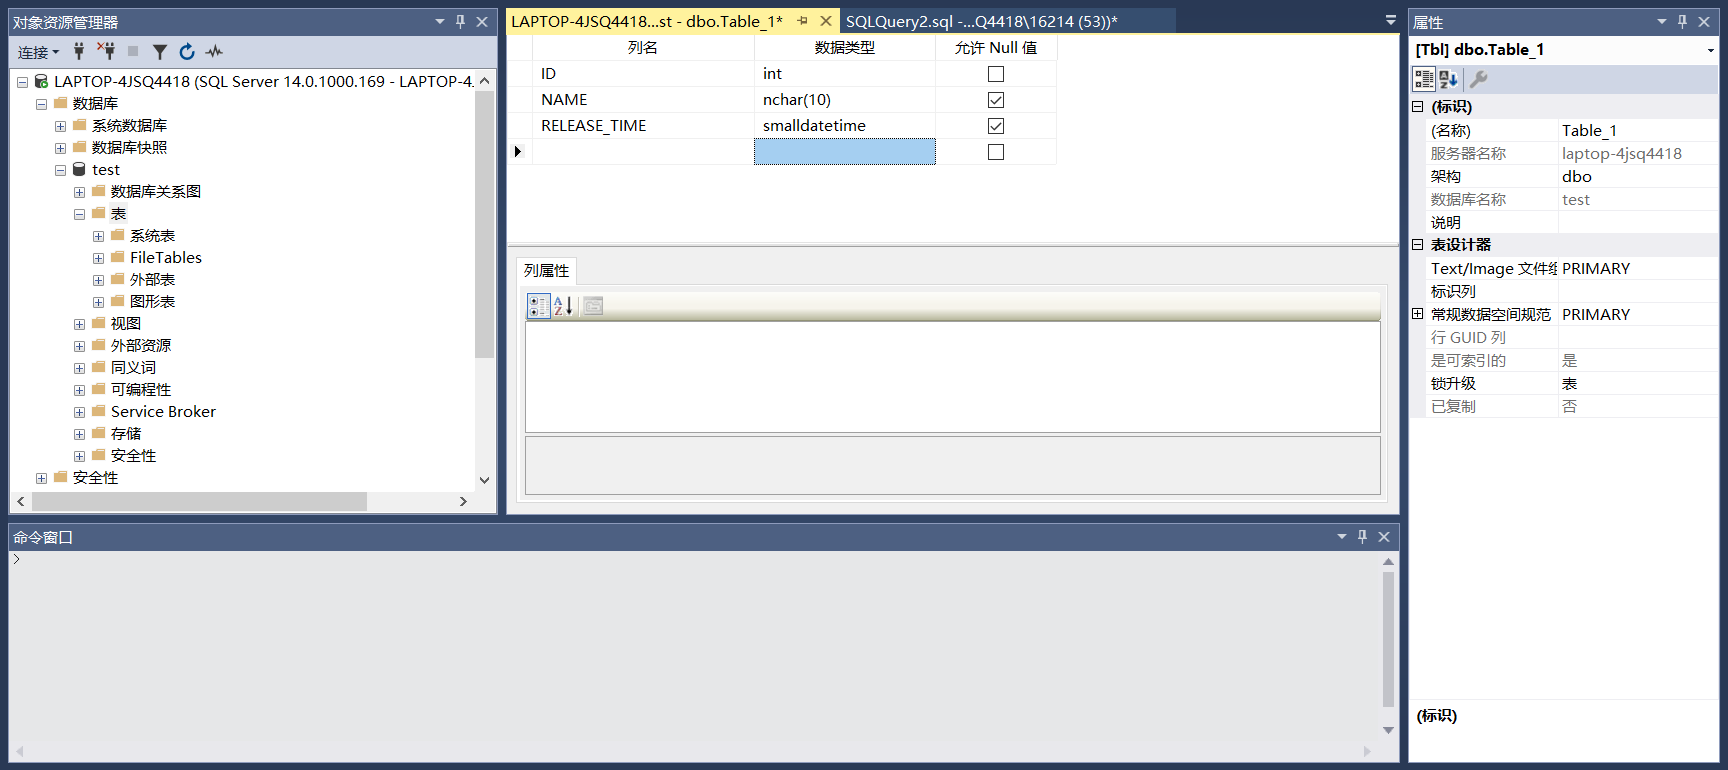 对象资源管理器
连接
LAPTOP-4JSQ4418 (SQL Server 14.0.1000.169 - LAPTOP-4
数据库
系统数据库
数据库快照
test
数据库关系图
表
系统表
FileTables
外部表
图形表
视图
外部资源
同义词
可编程性
Service Broker
存储
安全性
安全性
LAPTOP-4JSQ4418...st - dbo.Table_1*
SQLQuery2.sql -...Q4418\16214 (53))*
列名 数据类型 允许 Null 值
ID int
NAME nchar(10)
RELEASE_TIME smalldatetime
列属性
命令窗口
>
属性
[Tbl] dbo.Table_1
(标识)
(名称) Table_1
服务器名称 laptop-4jsq4418
架构 dbo
数据库名称 test
说明
表设计器
Text/Image 文件组 PRIMARY
标识列
常规数据空间规范 PRIMARY
行 GUID 列
是可索引的 是
锁升级 表
已复制 否
(标识)